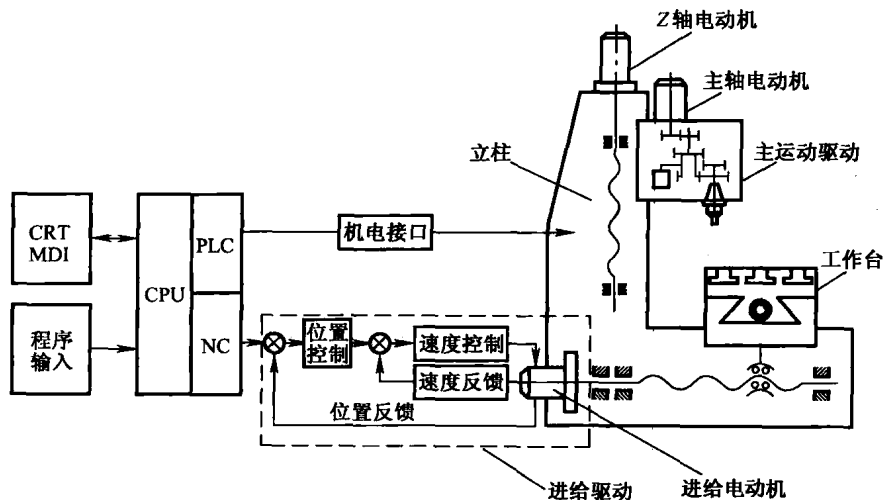 Z轴电动机
主轴电动机
立柱
主运动驱动
CRT
MDI
CPU
PLC
机电接口
工作台
程序
输入
NC
位置
控制
速度控制
速度反馈
位置反馈
进给驱动
进给电动机